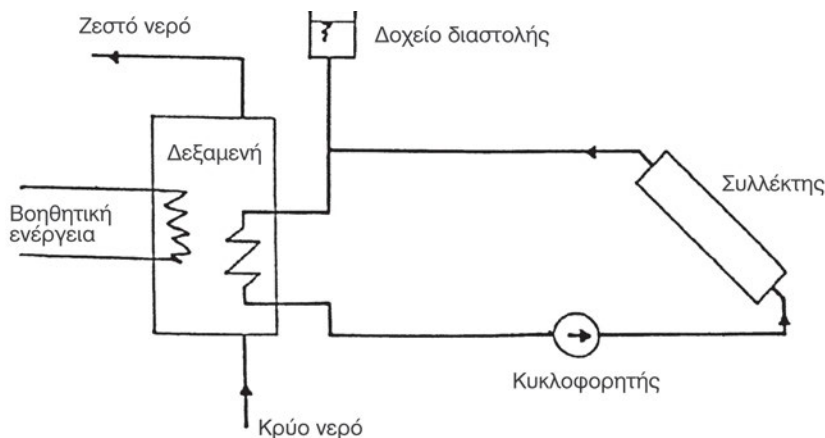 Ζεστό νερό
Δοχείο διαστολής
Δεξαμενή
Συλλέκτης
Βοηθητική
ενέργεια
Κυκλοφορητής
Κρύο νερό